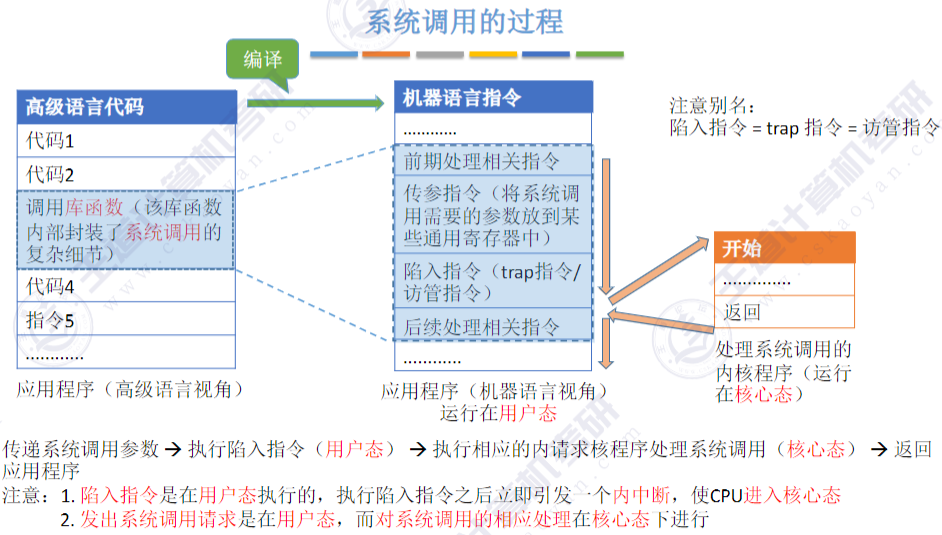 系统调用的过程
编译
高级语言代码
代码1
代码2
调用库函数（该库函数
内部封装了系统调用的
复杂细节）
代码4
指令5
…………
应用程序（高级语言视角）
机器语言指令
…………
前期处理相关指令
传参指令（将系统调
用需要的参数放到某
些通用寄存器中）
陷入指令（trap指令/
访管指令）
后续处理相关指令
…………
应用程序（机器语言视角）
运行在用户态
注意别名：
陷入指令 = trap 指令 = 访管指令
开始
…………..
返回
处理系统调用的
内核程序（运行
在核心态）
传递系统调用参数 → 执行陷入指令（用户态） → 执行相应的内请求核程序处理系统调用（核心态） → 返回
应用程序
注意：1. 陷入指令是在用户态执行的，执行陷入指令之后立即引发一个内中断，使CPU进入核心态
2. 发出系统调用请求是在用户态，而对系统调用的相应处理在核心态下进行
王道计算机考研